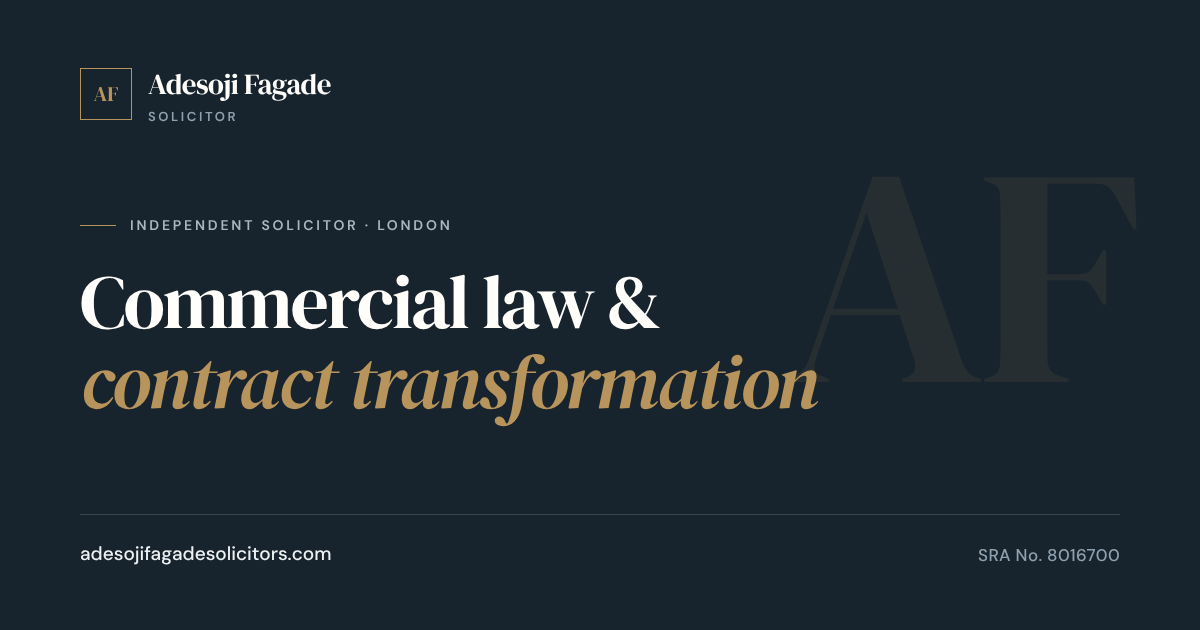 AF
Adesoji Fagade
SOLICITOR
INDEPENDENT SOLICITOR · LONDON
AF
Commercial law &
contract transformation
adesojifagadesolicitors.com
SRA No. 8016700